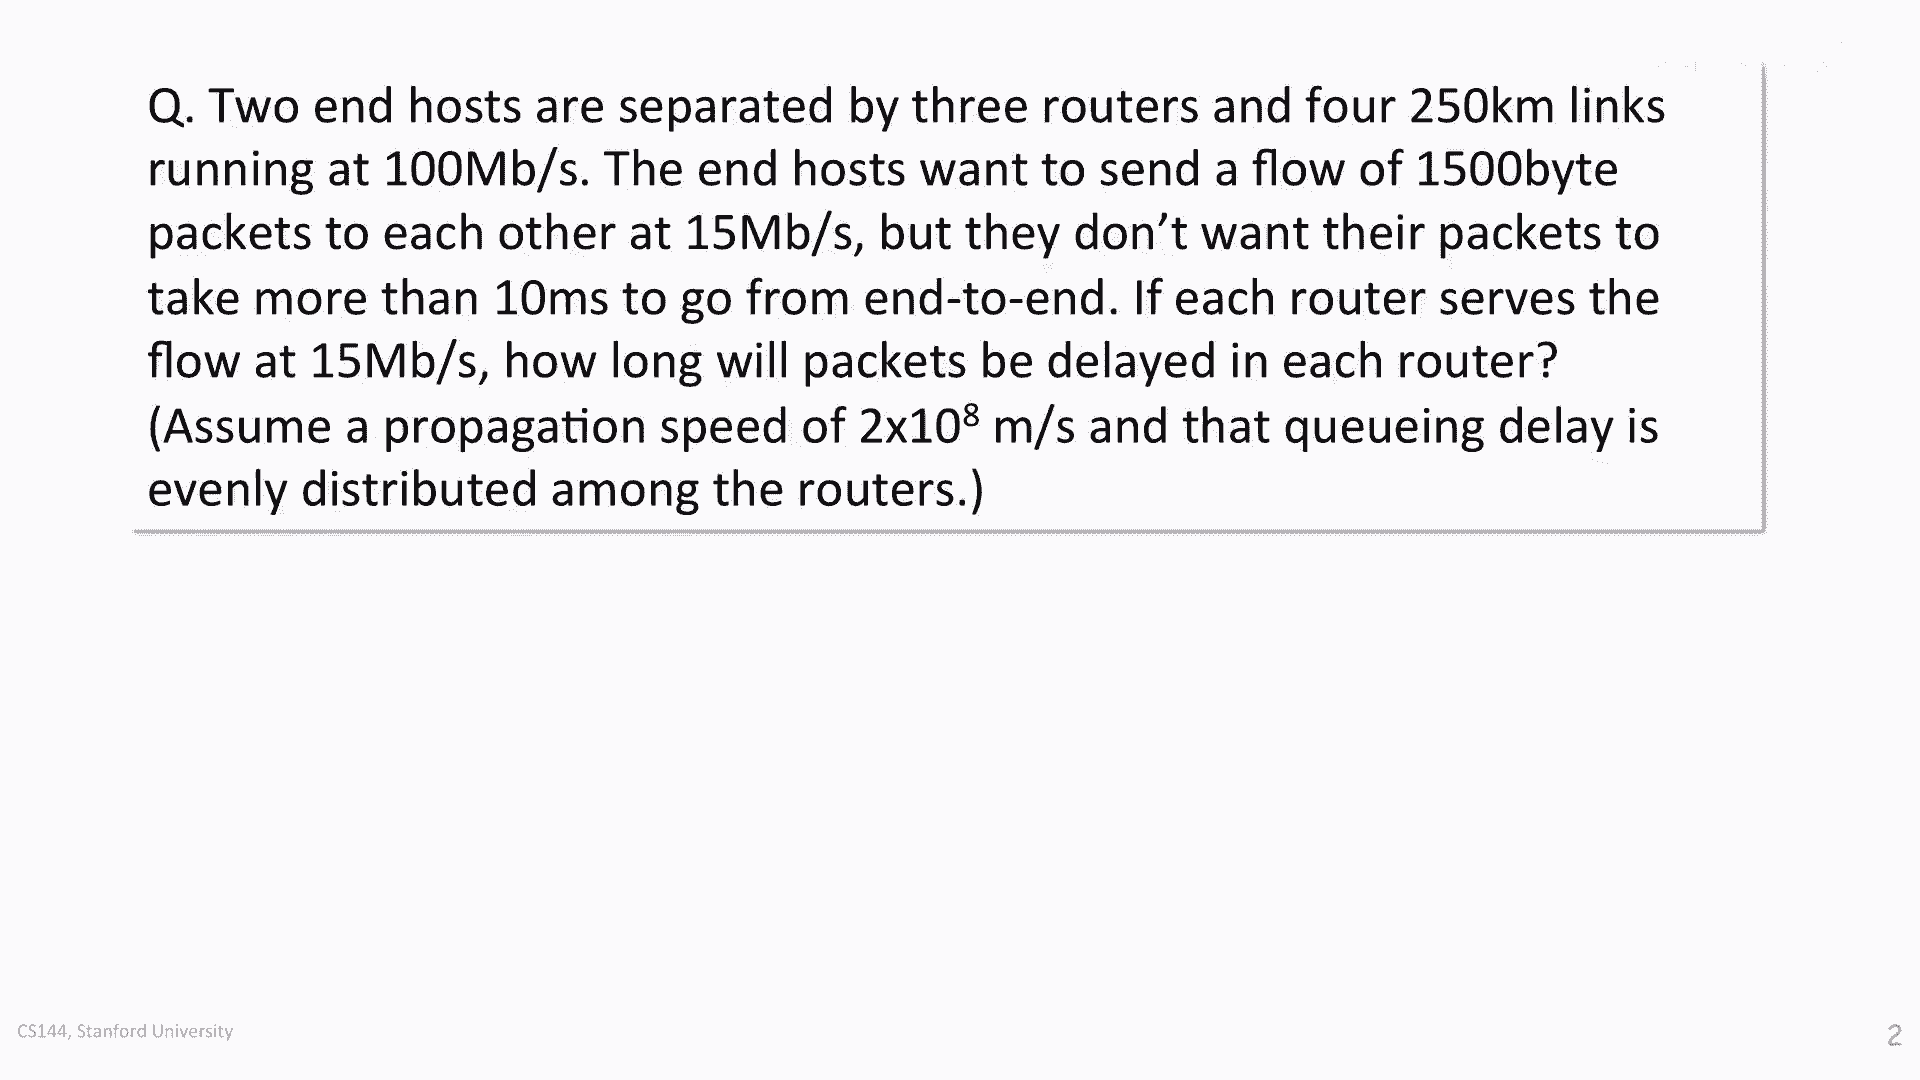 Q. Two end hosts are separated by three routers and four 250km links
running at 100Mb/s. The end hosts want to send a flow of 1500byte
packets to each other at 15Mb/s, but they don’t want their packets to
take more than 10ms to go from end-to-end. If each router serves the
flow at 15Mb/s, how long will packets be delayed in each router?
(Assume a propagation speed of 2x10⁸ m/s and that queueing delay is
evenly distributed among the routers.)
CS144, Stanford University
2